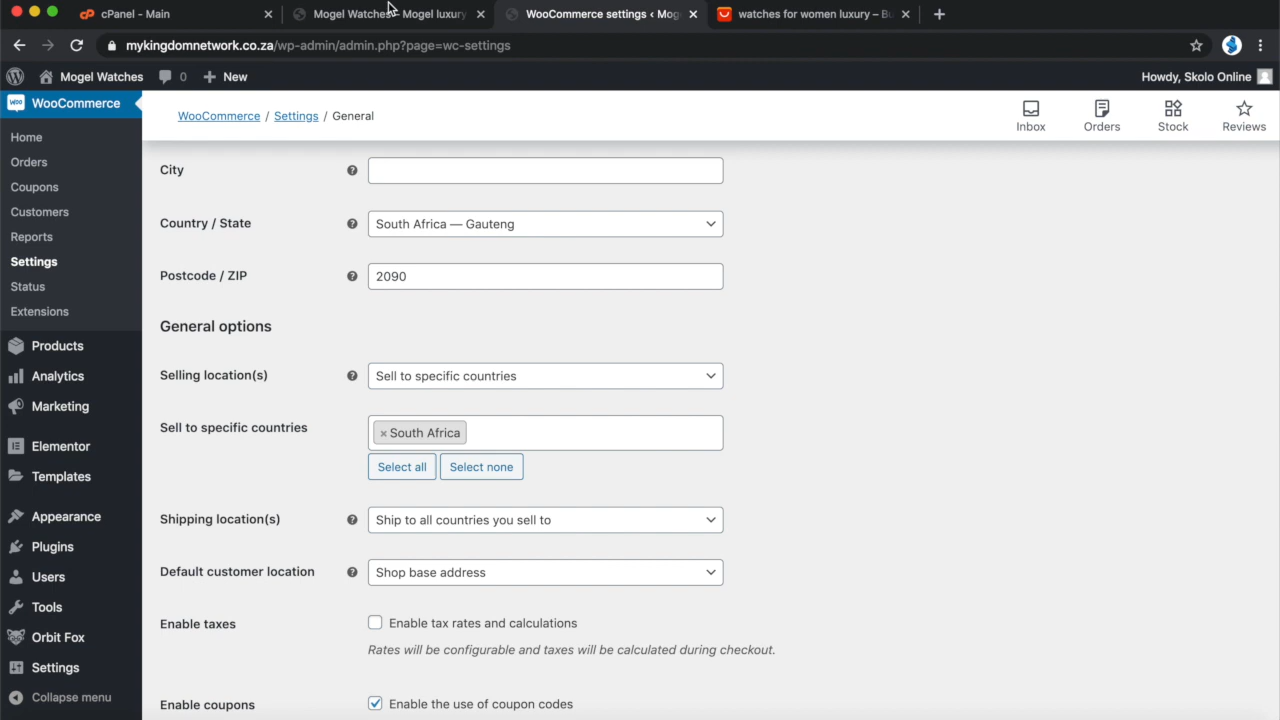 cPanel - Main
Mogel Watches – Mogel luxury
WooCommerce settings ‹ Mog
watches for women luxury – Bu
mykingdomnetwork.co.za/wp-admin/admin.php?page=wc-settings
Mogel Watches
0
New
Howdy, Skolo Online
WooCommerce
Home
Orders
Coupons
Customers
Reports
Settings
Status
Extensions
Products
Analytics
Marketing
Elementor
Templates
Appearance
Plugins
Users
Tools
Orbit Fox
Settings
Collapse menu
WooCommerce / Settings / General
Inbox
Orders
Stock
Reviews
City
Country / State
South Africa — Gauteng
Postcode / ZIP
2090
General options
Selling location(s)
Sell to specific countries
Sell to specific countries
× South Africa
Select all
Select none
Shipping location(s)
Ship to all countries you sell to
Default customer location
Shop base address
Enable taxes
Enable tax rates and calculations
Rates will be configurable and taxes will be calculated during checkout.
Enable coupons
Enable the use of coupon codes